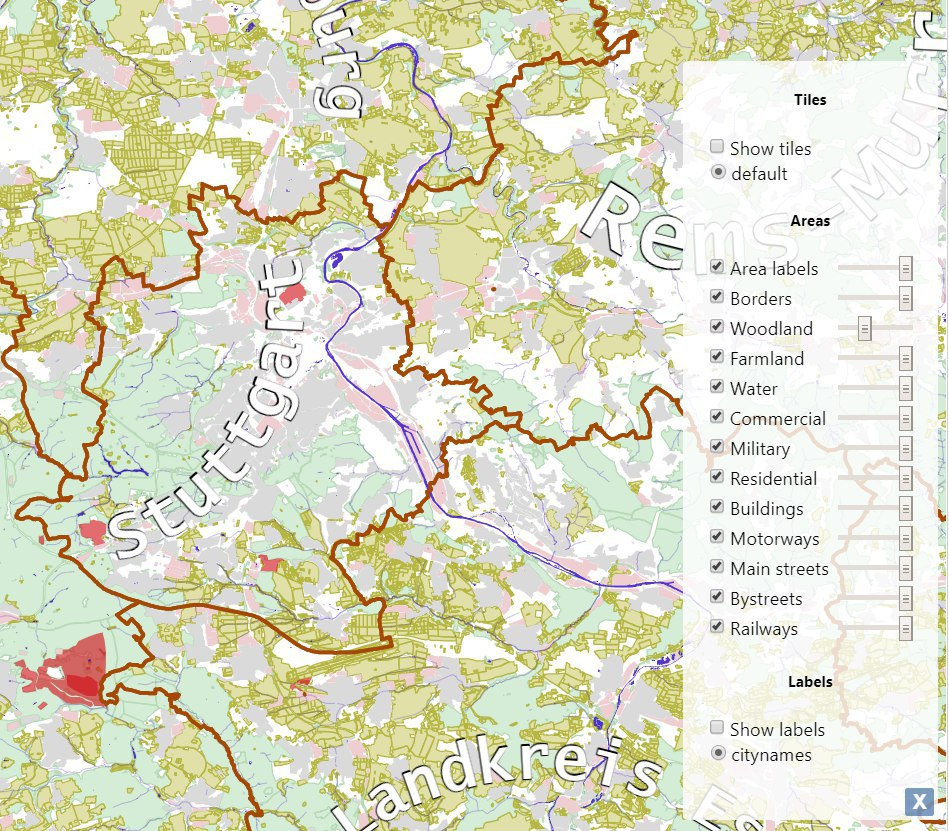 burg
Rems-Murr
Stuttgart
Landkreis
Tiles
Show tiles
default
Areas
Area labels
Borders
Woodland
Farmland
Water
Commercial
Military
Residential
Buildings
Motorways
Main streets
Bystreets
Railways
Labels
Show labels
citynames
X